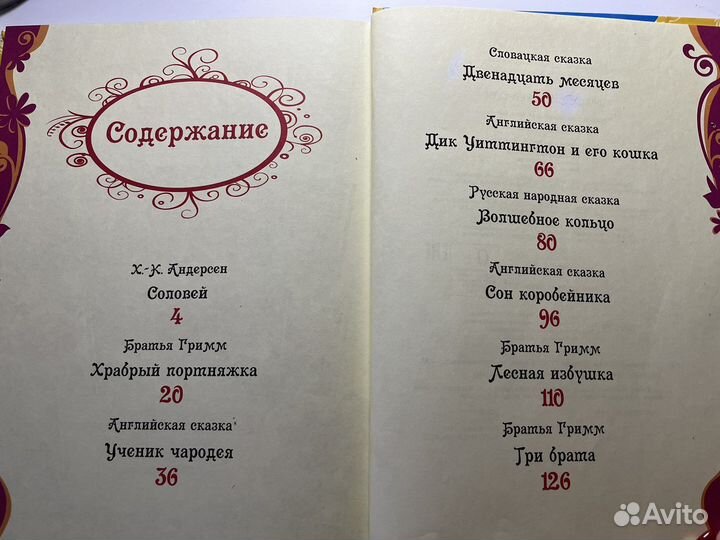 Содержание
Х.-К. Андерсен
Соловей
4
Братья Гримм
Храбрый портняжка
20
Английская сказка
Ученик чародея
36
Словацкая сказка
Двенадцать месяцев
50
Английская сказка
Дик Уиттингтон и его кошка
66
Русская народная сказка
Волшебное кольцо
80
Английская сказка
Сон коробейника
96
Братья Гримм
Лесная избушка
110
Братья Гримм
Три брата
126
Avito